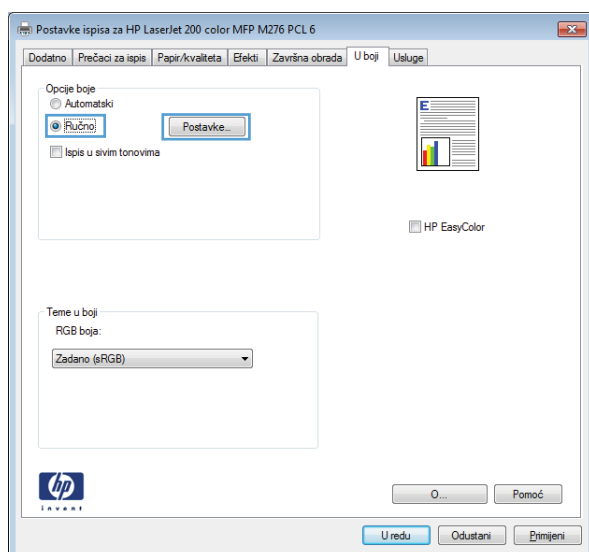 Postavke ispisa za HP LaserJet 200 color MFP M276 PCL 6
Dodatno Prečaci za ispis Papir/kvaliteta Efekti Završna obrada U boji Usluge
Opcije boje
Automatski
Ručno Postavke...
Ispis u sivim tonovima
E
HP EasyColor
Teme u boji
RGB boja:
Zadano (sRGB)
hp
invent
O... Pomoć
U redu Odustani Primijeni